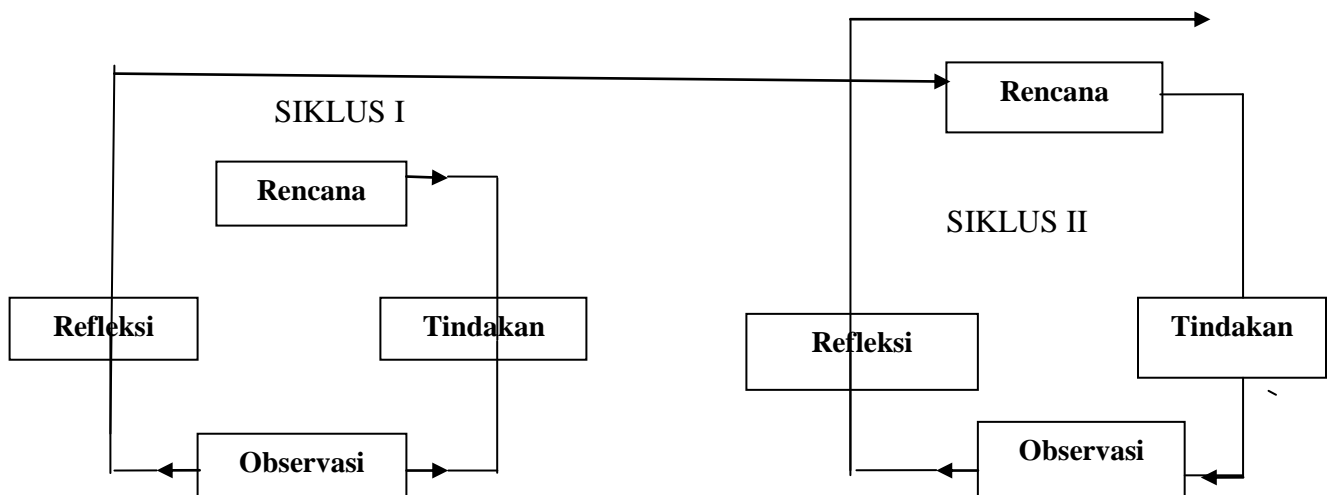 SIKLUS I
Rencana
Refleksi
Tindakan
Observasi
Rencana
SIKLUS II
Refleksi
Tindakan
Observasi